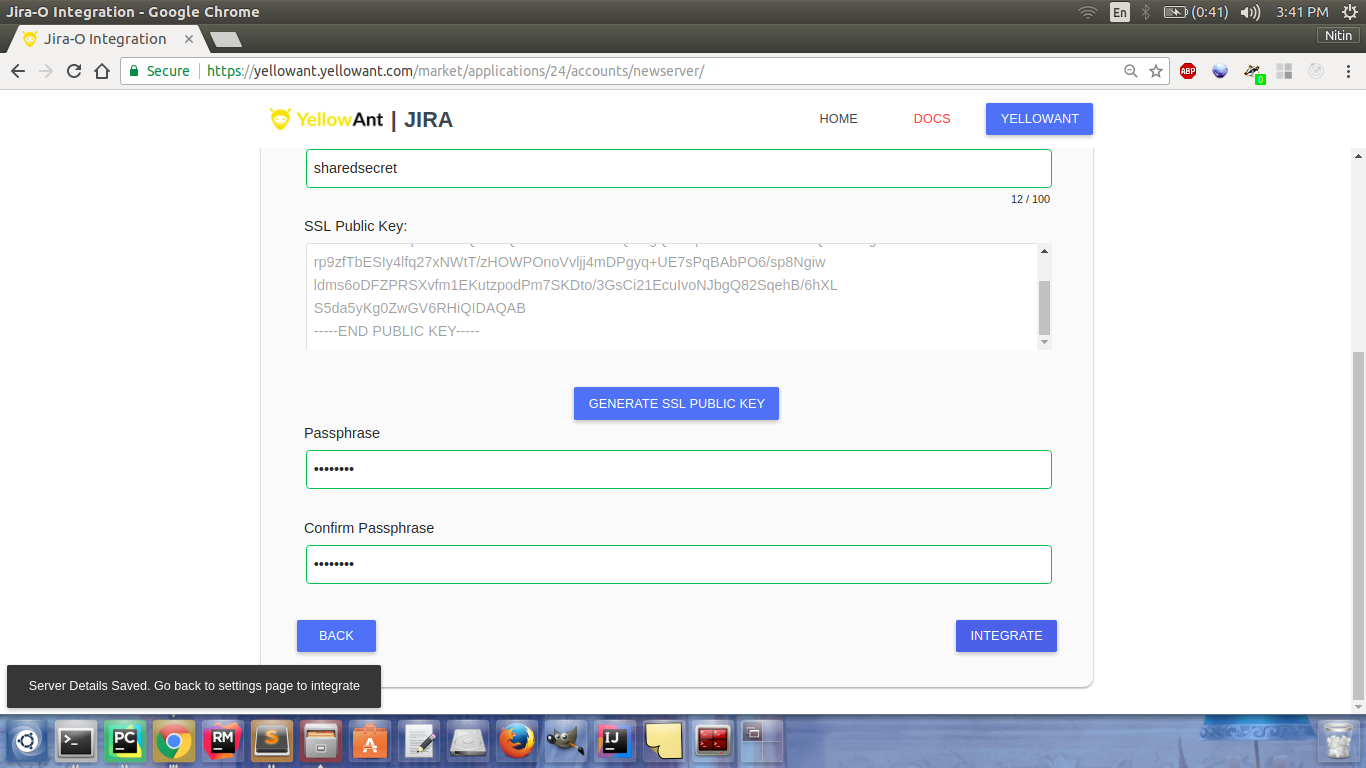 Jira-O Integration - Google Chrome
En
(0:41)
3:41 PM
Jira-O Integration
Nitin
Secure
https://yellowant.yellowant.com/market/applications/24/accounts/newserver/
ABP
0
YellowAnt | JIRA
HOME
DOCS
YELLOWANT
sharedsecret
12 / 100
SSL Public Key:
rp9zfTbESIy4lfq27xNWtT/zHOWPOnoVvljj4mDPgyq+UE7sPqBAbPO6/sp8Ngiw
ldms6oDFZPRSXvfm1EKutzpodPm7SKDto/3GsCi21EcuIvoNJbgQ82SqehB/6hXL
S5da5yKg0ZwGV6RHiQIDAQAB
-----END PUBLIC KEY-----
GENERATE SSL PUBLIC KEY
Passphrase
••••••••
Confirm Passphrase
••••••••
BACK
INTEGRATE
Server Details Saved. Go back to settings page to integrate
PC
RM
S
A
IJ